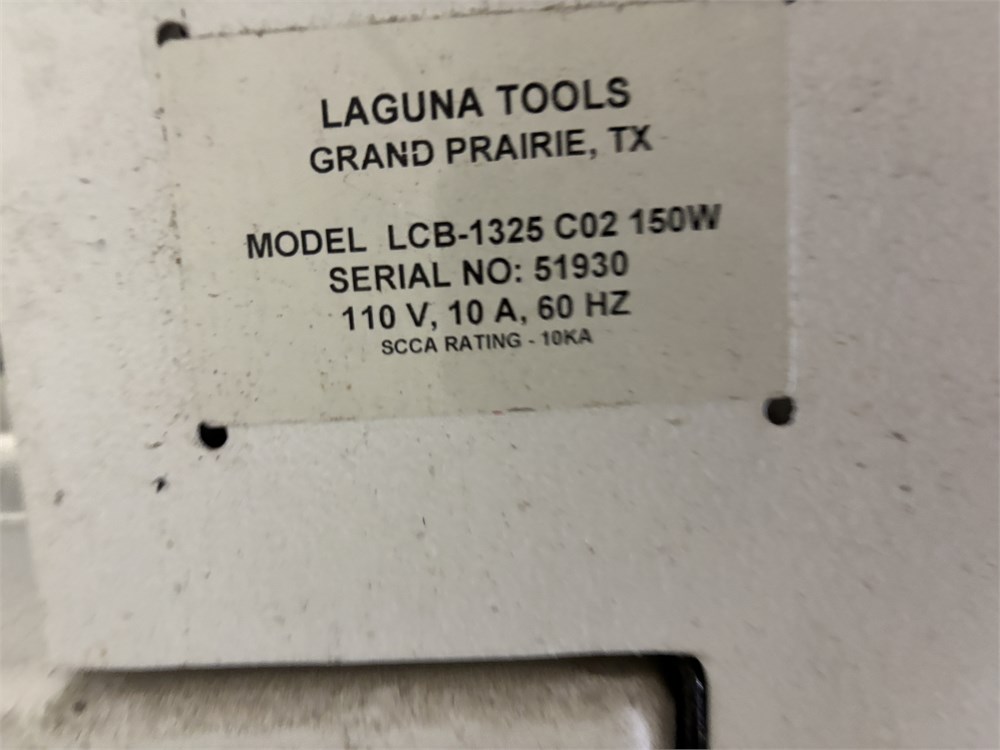 LAGUNA TOOLS
GRAND PRAIRIE, TX
MODEL LCB-1325 C02 150W
SERIAL NO: 51930
110 V, 10 A, 60 HZ
SCCA RATING - 10KA